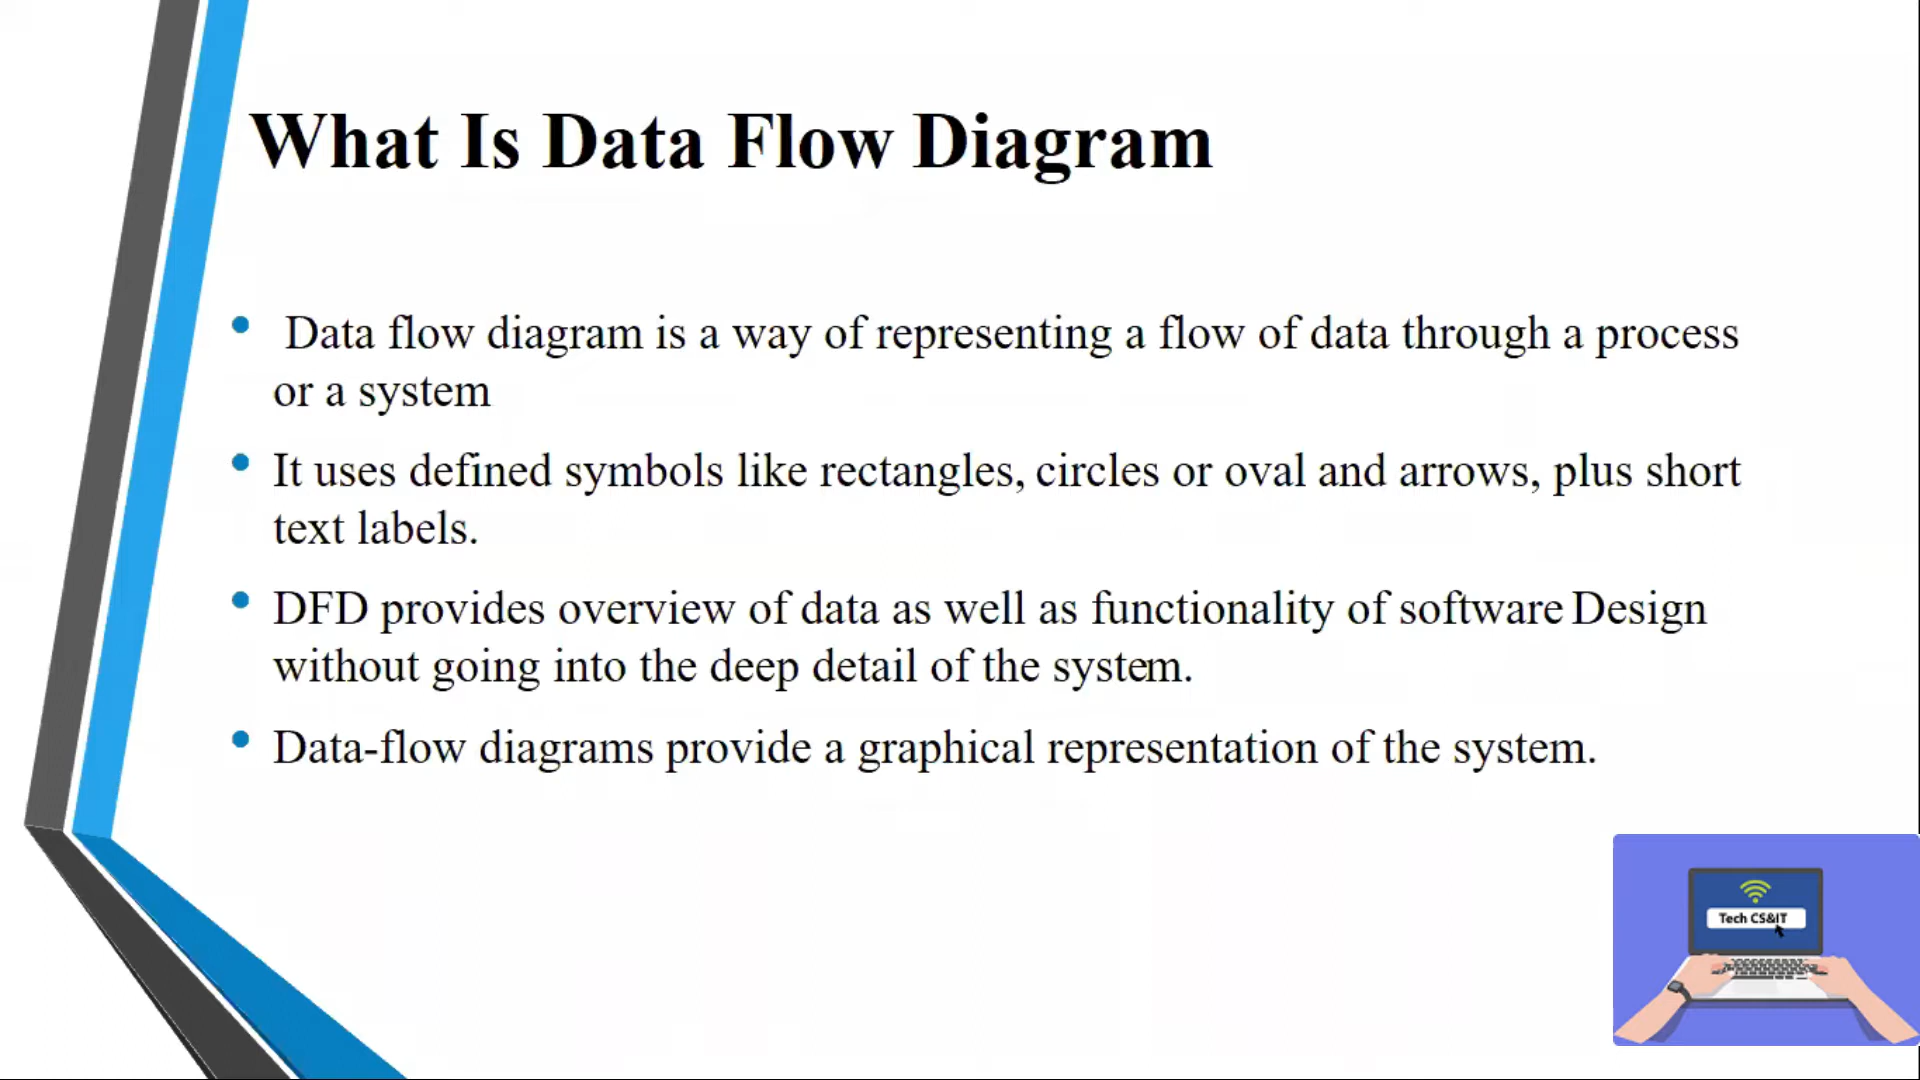 What Is Data Flow Diagram
• Data flow diagram is a way of representing a flow of data through a process
or a system
• It uses defined symbols like rectangles, circles or oval and arrows, plus short
text labels.
• DFD provides overview of data as well as functionality of software Design
without going into the deep detail of the system.
• Data-flow diagrams provide a graphical representation of the system.
Tech CS&IT